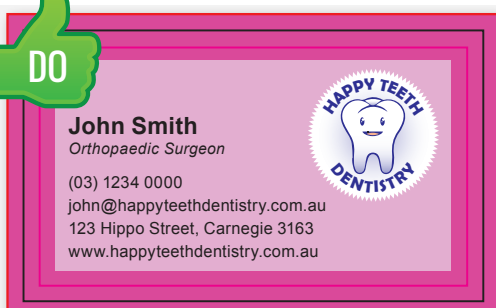 DO
HAPPY TEETH
DENTISTRY
John Smith
Orthopaedic Surgeon
(03) 1234 0000
john@happyteethdentistry.com.au
123 Hippo Street, Carnegie 3163
www.happyteethdentistry.com.au